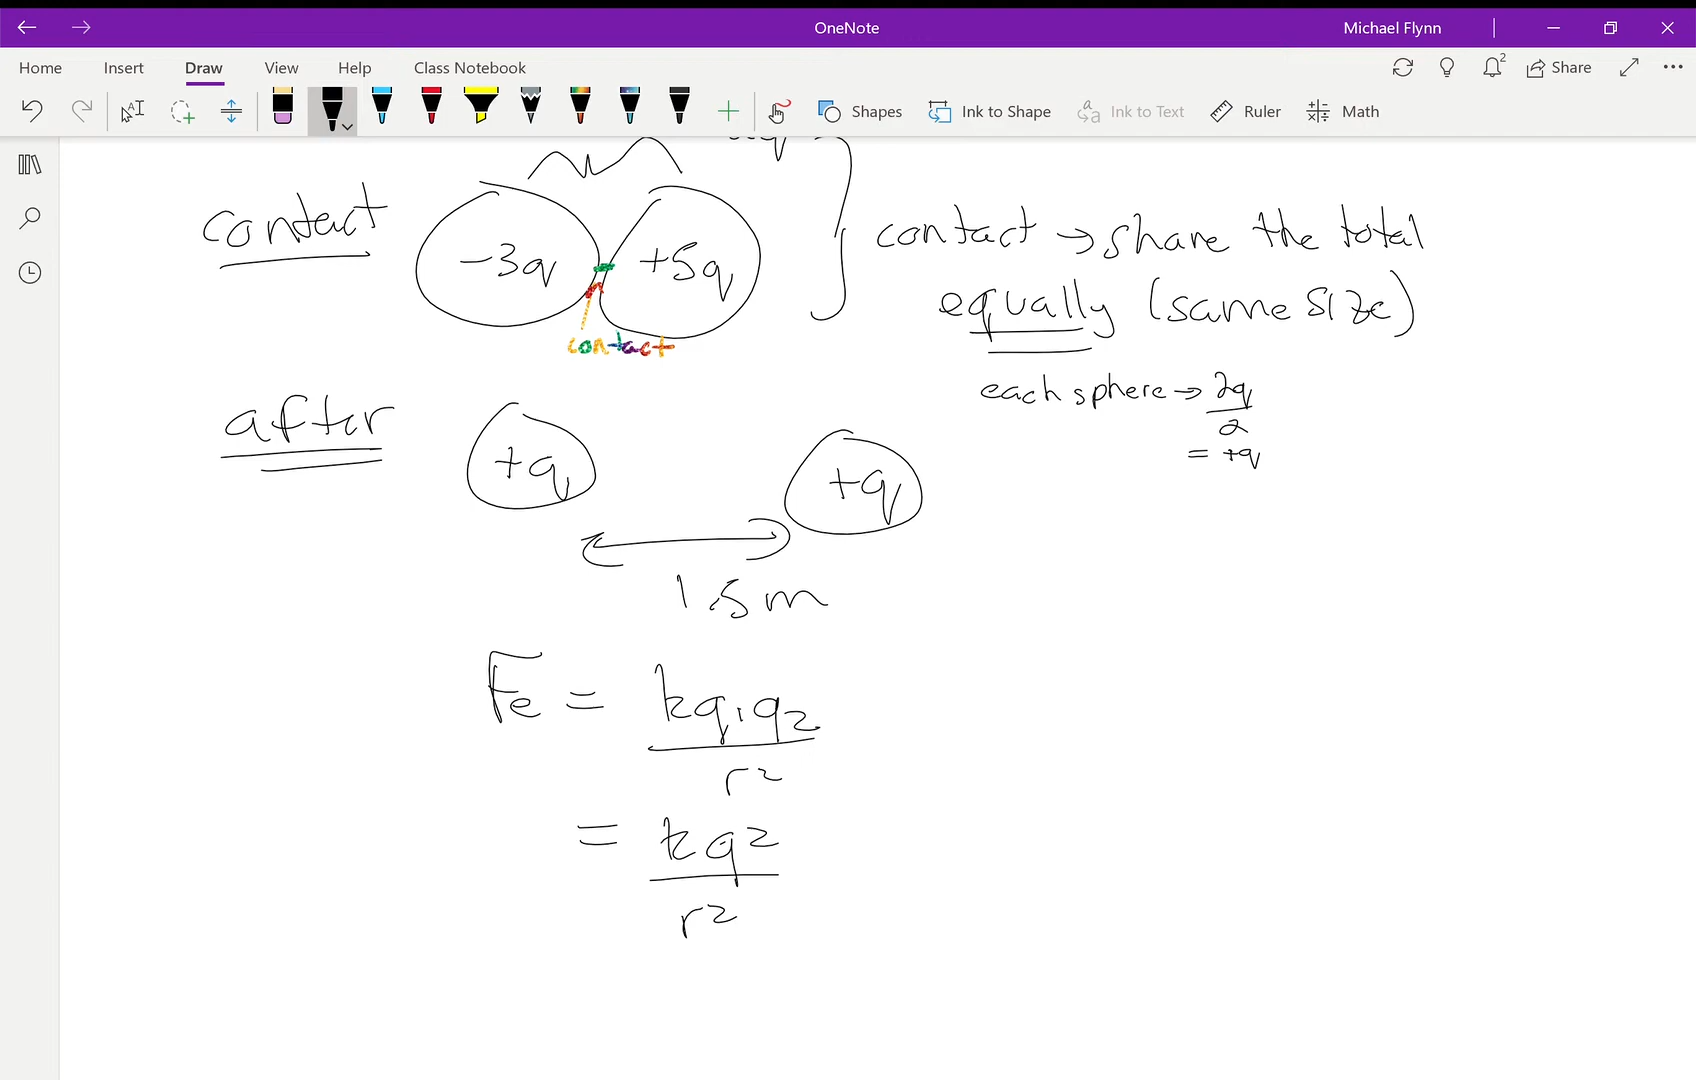 OneNote
Michael Flynn
Home Insert Draw View Help Class Notebook
2 Share
Shapes Ink to Shape Ink to Text Ruler Math
contact
-3q +5q
contact
contact → share the total
equally (same size)
each sphere → 2q
2
= +q
after
+q +q
1.5m
Fe = kq1q2
r²
= kq²
r²